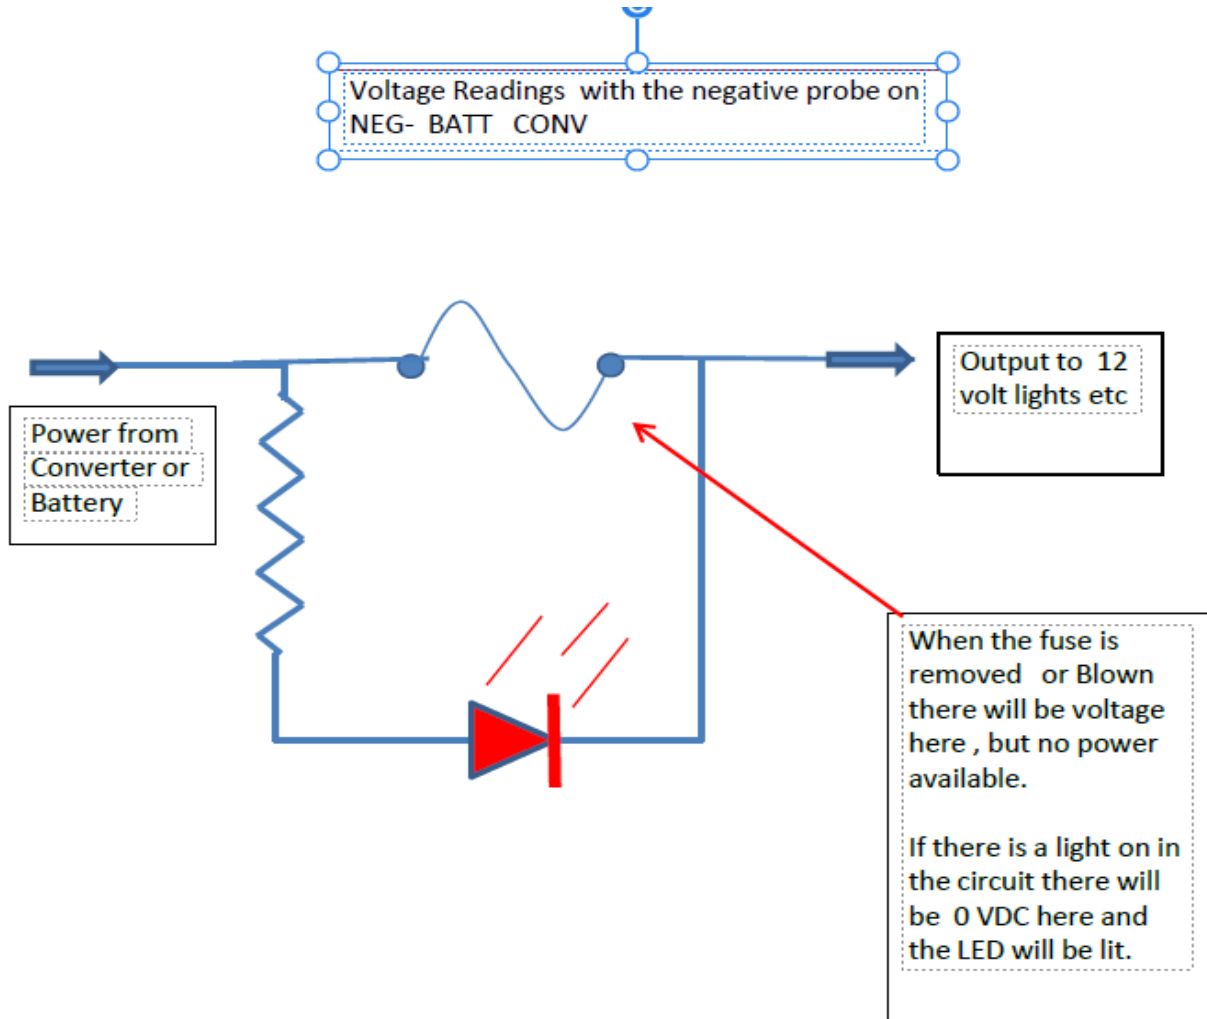 Voltage Readings with the negative probe on
NEG- BATT CONV
Output to 12
volt lights etc
Power from
Converter or
Battery
When the fuse is
removed or Blown
there will be voltage
here , but no power
available.
If there is a light on in
the circuit there will
be 0 VDC here and
the LED will be lit.